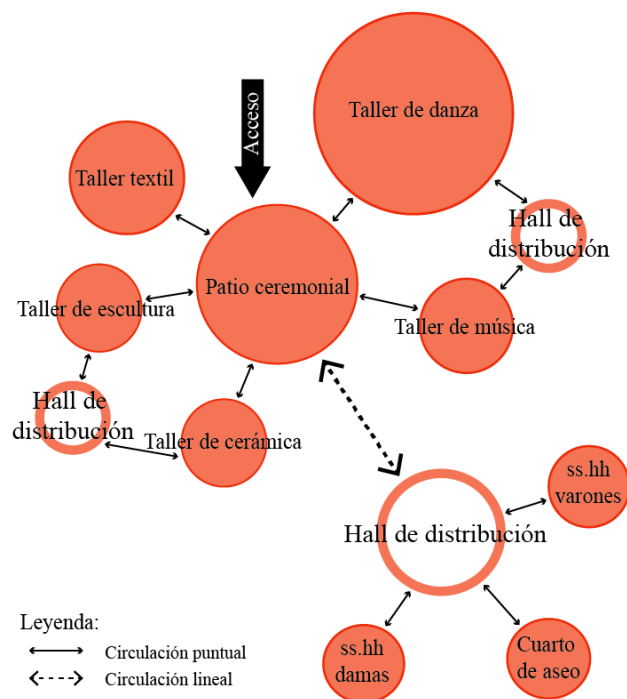 Taller de danza
Acceso
Taller textil
Hall de
distribución
Patio ceremonial
Taller de escultura
Taller de música
Hall de
distribución
Taller de cerámica
ss.hh
varones
Hall de distribución
Leyenda:
Circulación puntual
Circulación lineal
ss.hh
damas
Cuarto
de aseo